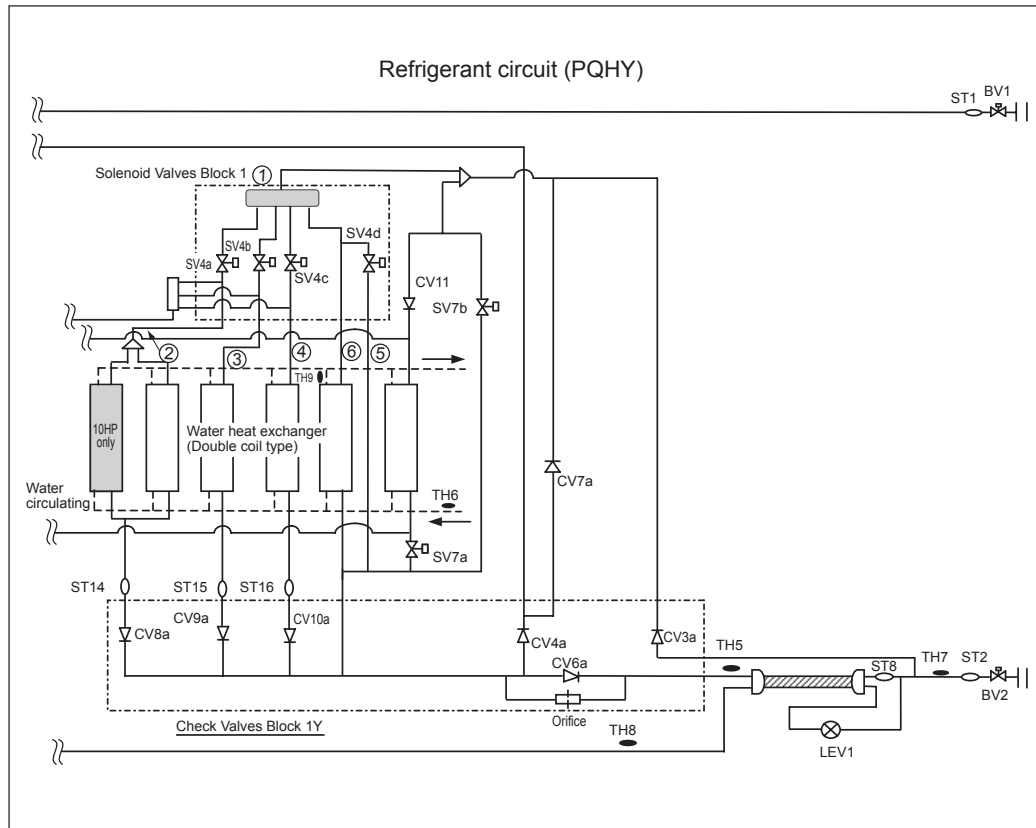 Refrigerant circuit (PQHY)
ST1
BV1
Solenoid Valves Block 1
①
SV4d
SV4b
SV4a
SV4c
CV11
SV7b
②
③
④
⑥
⑤
TH9
10HP
only
Water heat exchanger
(Double coil type)
CV7a
Water
circulating
TH6
SV7a
ST14
ST15
ST16
CV8a
CV9a
CV10a
CV4a
CV3a
TH5
CV6a
ST8
TH7
ST2
BV2
Orifice
Check Valves Block 1Y
TH8
LEV1